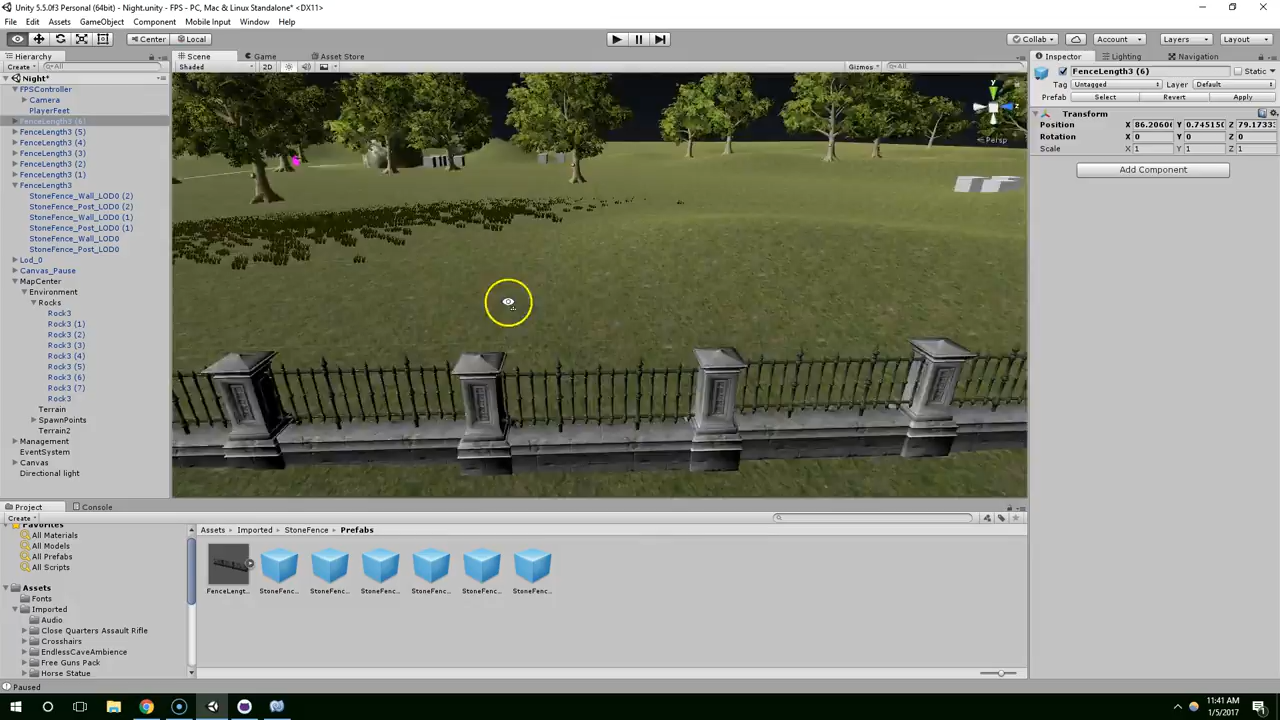 Unity 5.5.0f3 Personal (64bit) - Night.unity - FPS - PC, Mac & Linux Standalone* <DX11>
File Edit Assets GameObject Component Mobile Input Window Help
Center Local Collab Account Layers Layout
Hierarchy Scene Game Asset Store Inspector Lighting Navigation
Create All Shaded 2D Gizmos All
Night*
FPSController
Camera
PlayerFeet
FenceLength3 (6)
FenceLength3 (5)
FenceLength3 (4)
FenceLength3 (3)
FenceLength3 (2)
FenceLength3 (1)
FenceLength3
StoneFence_Wall_LOD0 (2)
StoneFence_Post_LOD0 (2)
StoneFence_Wall_LOD0 (1)
StoneFence_Post_LOD0 (1)
StoneFence_Wall_LOD0
StoneFence_Post_LOD0
Lod_0
Canvas_Pause
MapCenter
Environment
Rocks
Rock3
Rock3 (1)
Rock3 (2)
Rock3 (3)
Rock3 (4)
Rock3 (5)
Rock3 (6)
Rock3 (7)
Rock3
Terrain
SpawnPoints
Terrain2
Management
EventSystem
Canvas
Directional light
y
z
Persp
FenceLength3 (6) Static
Tag Untagged Layer Default
Prefab Select Revert Apply
Transform
Position X 86.2060 Y 0.74515 Z 79.1733
Rotation X 0 Y 0 Z 0
Scale X 1 Y 1 Z 1
Add Component
Project Console
Create
Favorites
All Materials
All Models
All Prefabs
All Scripts
Assets
Fonts
Imported
Audio
Close Quarters Assault Rifle
Crosshairs
EndlessCaveAmbience
Free Guns Pack
Horse Statue
Assets Imported StoneFence Prefabs
FenceLengt... StoneFenc... StoneFenc... StoneFenc... StoneFenc... StoneFenc... StoneFenc...
Paused
11:41 AM
1/5/2017